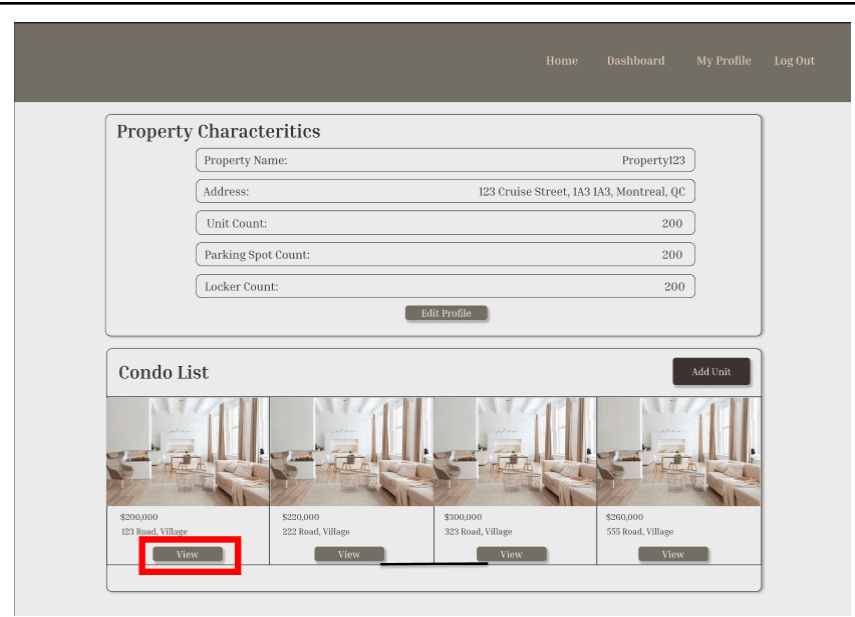 Home Dashboard My Profile Log Out
Property Characteritics
Property Name: Property123
Address: 123 Cruise Street, 1A3 1A3, Montreal, QC
Unit Count: 200
Parking Spot Count: 200
Locker Count: 200
Edit Profile
Condo List Add Unit
$200,000 $220,000 $300,000 $260,000
123 Road, Village 222 Road, Village 323 Road, Village 555 Road, Village
View View View View